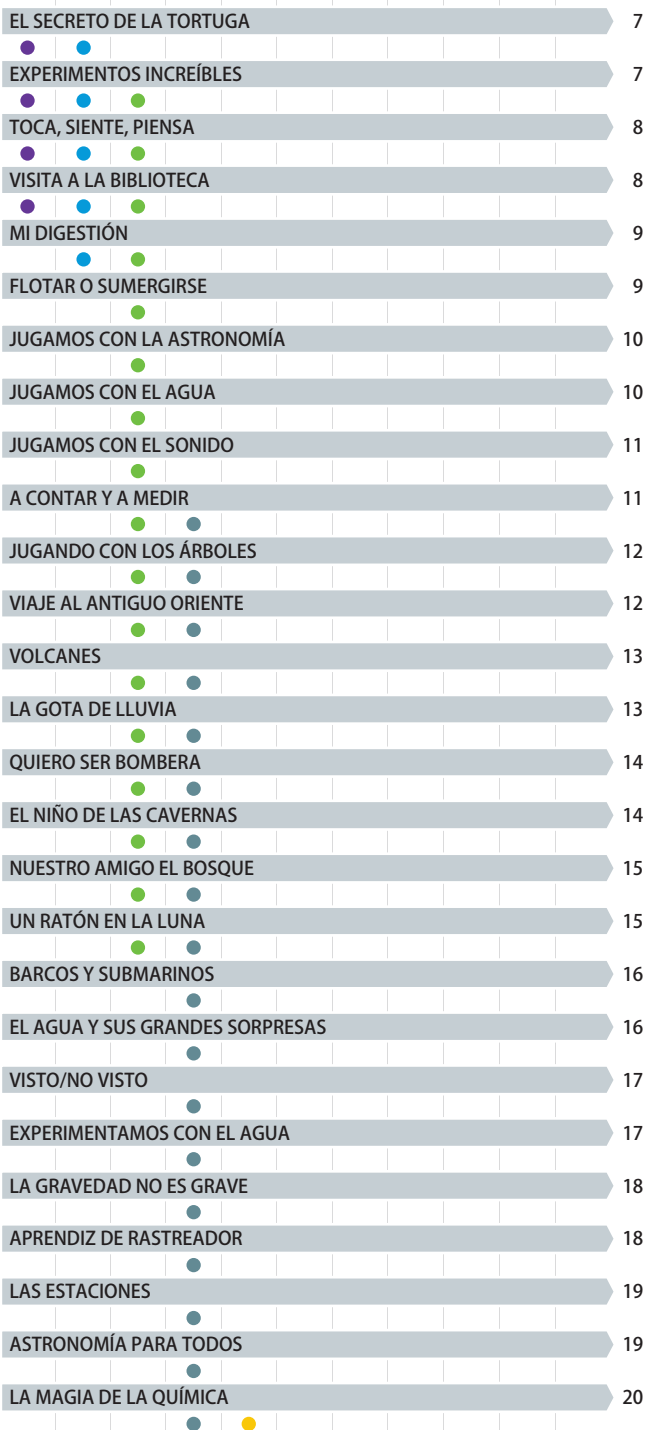 EL SECRETO DE LA TORTUGA 7
EXPERIMENTOS INCREÍBLES 7
TOCA, SIENTE, PIENSA 8
VISITA A LA BIBLIOTECA 8
MI DIGESTIÓN 9
FLOTAR O SUMERGIRSE 9
JUGAMOS CON LA ASTRONOMÍA 10
JUGAMOS CON EL AGUA 10
JUGAMOS CON EL SONIDO 11
A CONTAR Y A MEDIR 11
JUGANDO CON LOS ÁRBOLES 12
VIAJE AL ANTIGUO ORIENTE 12
VOLCANES 13
LA GOTA DE LLUVIA 13
QUIERO SER BOMBERA 14
EL NIÑO DE LAS CAVERNAS 14
NUESTRO AMIGO EL BOSQUE 15
UN RATÓN EN LA LUNA 15
BARCOS Y SUBMARINOS 16
EL AGUA Y SUS GRANDES SORPRESAS 16
VISTO/NO VISTO 17
EXPERIMENTAMOS CON EL AGUA 17
LA GRAVEDAD NO ES GRAVE 18
APRENDIZ DE RASTREADOR 18
LAS ESTACIONES 19
ASTRONOMÍA PARA TODOS 19
LA MAGIA DE LA QUÍMICA 20